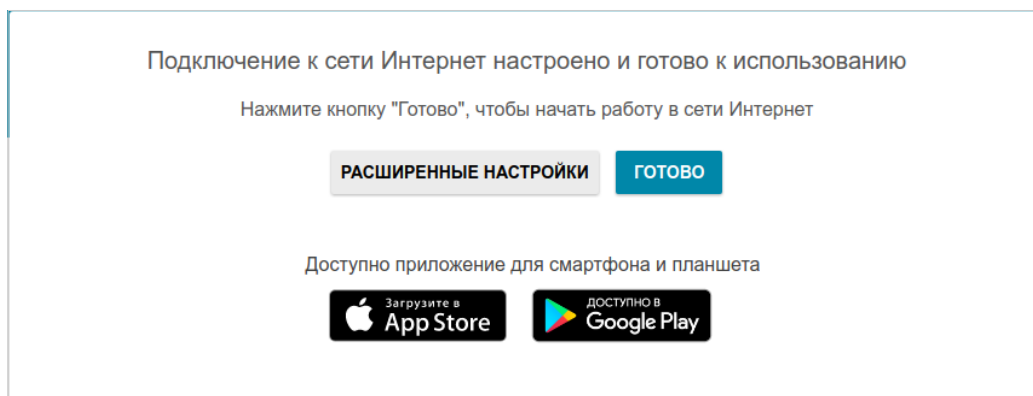 Подключение к сети Интернет настроено и готово к использованию
Нажмите кнопку "Готово", чтобы начать работу в сети Интернет
РАСШИРЕННЫЕ НАСТРОЙКИ ГОТОВО
Доступно приложение для смартфона и планшета
Загрузите в
App Store
ДОСТУПНО В
Google Play